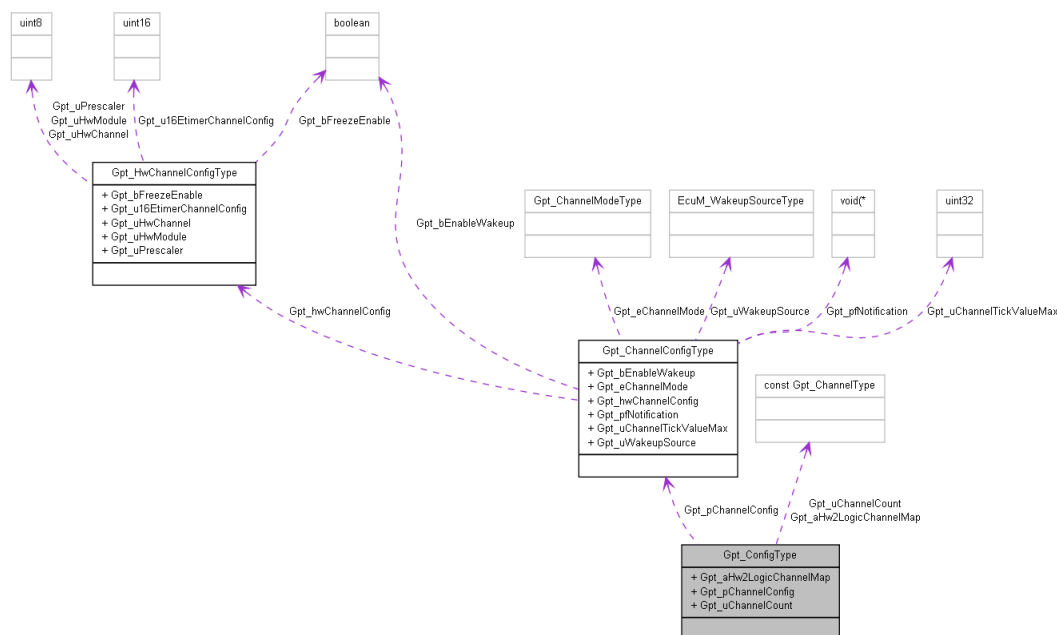 uint8
uint16
boolean
Gpt_uPrescaler
Gpt_uHwModule
Gpt_uHwChannel
Gpt_u16EtimerChannelConfig
Gpt_bFreezeEnable
Gpt_HwChannelConfigType
+ Gpt_bFreezeEnable
+ Gpt_u16EtimerChannelConfig
+ Gpt_uHwChannel
+ Gpt_uHwModule
+ Gpt_uPrescaler
Gpt_bEnableWakeup
Gpt_ChannelModeType
EcuM_WakeupSourceType
void(*
uint32
Gpt_hwChannelConfig
Gpt_eChannelMode
Gpt_uWakeupSource
Gpt_pfNotification
Gpt_uChannelTickValueMax
Gpt_ChannelConfigType
+ Gpt_bEnableWakeup
+ Gpt_eChannelMode
+ Gpt_hwChannelConfig
+ Gpt_pfNotification
+ Gpt_uChannelTickValueMax
+ Gpt_uWakeupSource
const Gpt_ChannelType
Gpt_pChannelConfig
Gpt_uChannelCount
Gpt_aHw2LogicChannelMap
Gpt_ConfigType
+ Gpt_aHw2LogicChannelMap
+ Gpt_pChannelConfig
+ Gpt_uChannelCount